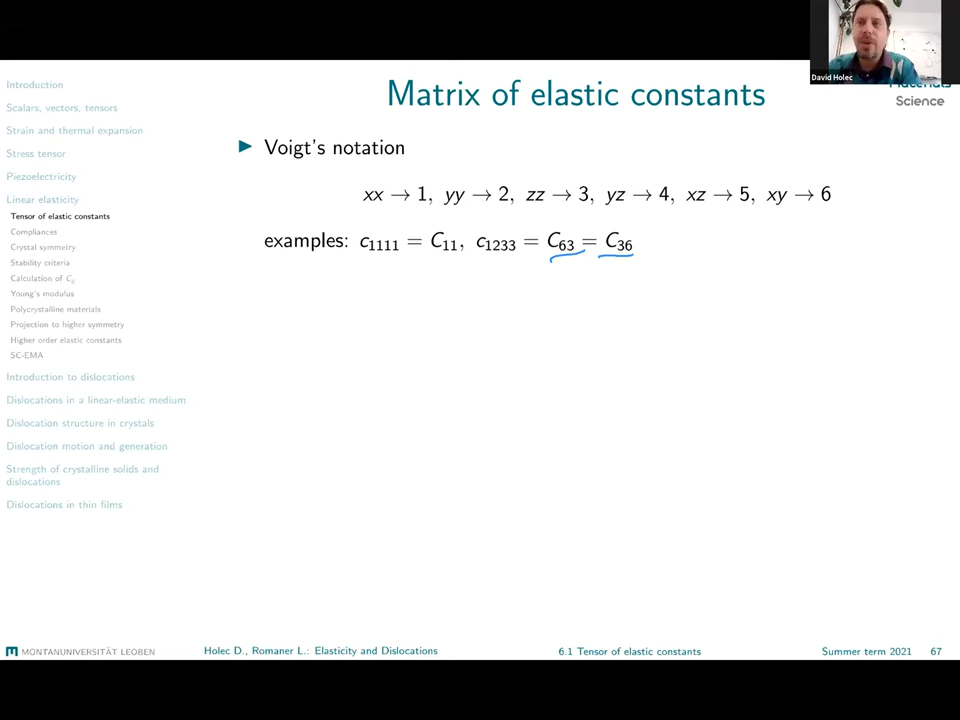 David Holec
Materials
Science
Introduction
Scalars, vectors, tensors
Strain and thermal expansion
Stress tensor
Piezoelectricity
Linear elasticity
Tensor of elastic constants
Compliances
Crystal symmetry
Stability criteria
Calculation of Cij
Young's modulus
Polycrystalline materials
Projection to higher symmetry
Higher order elastic constants
SC-EMA
Introduction to dislocations
Dislocations in a linear-elastic medium
Dislocation structure in crystals
Dislocation motion and generation
Strength of crystalline solids and
dislocations
Dislocations in thin films
Matrix of elastic constants
▶ Voigt's notation
xx → 1, yy → 2, zz → 3, yz → 4, xz → 5, xy → 6
examples: c₁₁₁₁ = C₁₁, c₁₂₃₃ = C₆₃ = C₃₆
MONTANUNIVERSITÄT LEOBEN
Holec D., Romaner L.: Elasticity and Dislocations
6.1 Tensor of elastic constants
Summer term 2021 67